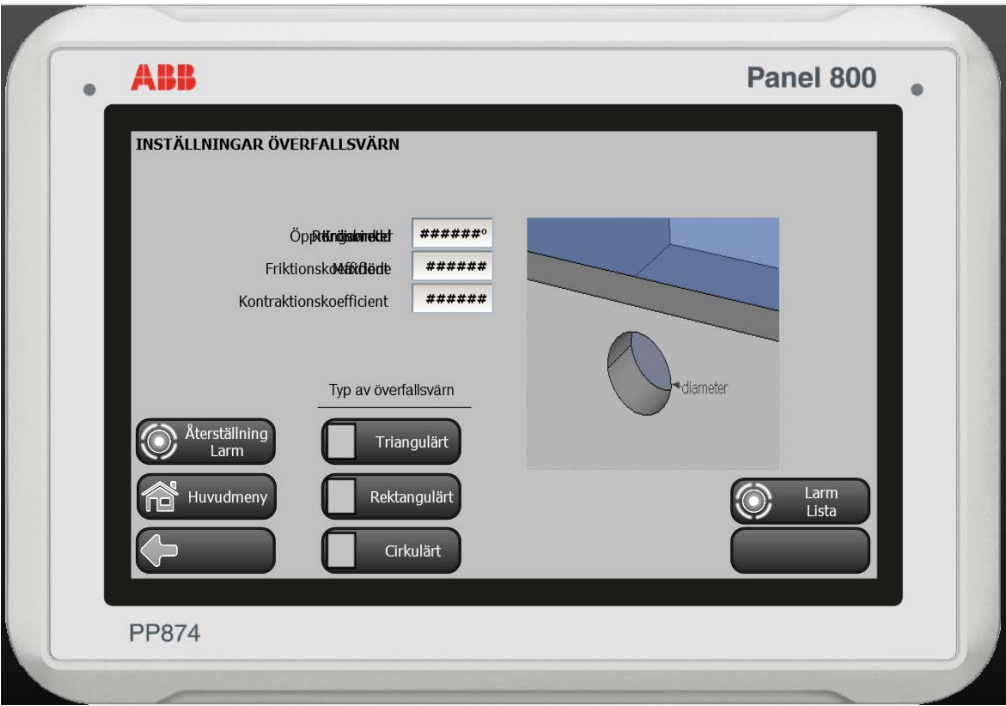 ABB
Panel 800
INSTÄLLNINGAR ÖVERFALLSVÄRN
######º
######
Kontraktionskoefficient ######
diameter
Typ av överfallsvärn
Återställning
Larm
Triangulärt
Huvudmeny
Rektangulärt
Larm
Lista
Cirkulärt
PP874